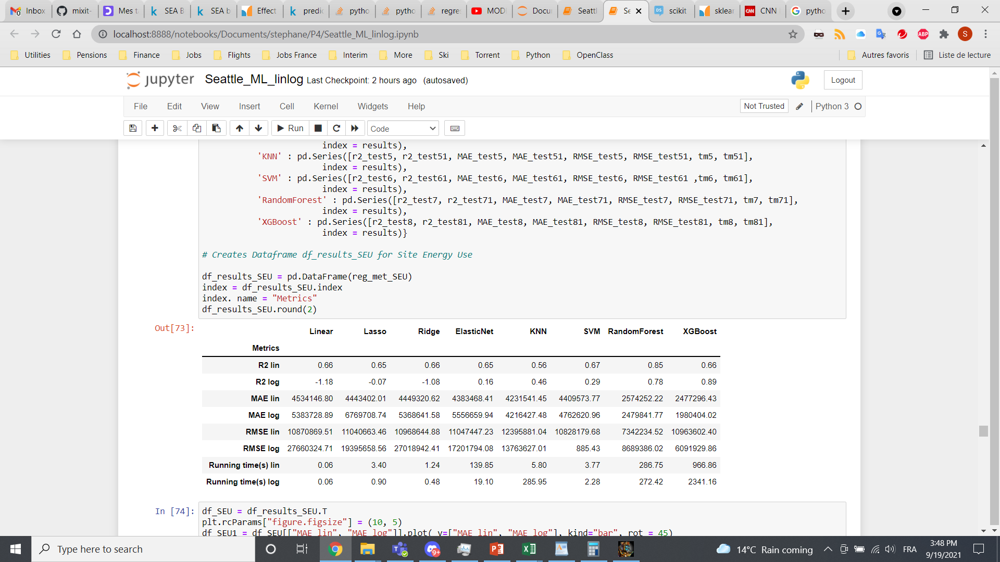 Inbox mixit- Mes t SEA B SEA b Effect predic pytho pytho regre MOD Docu Seattl Se scikit sklear CNN pytho
localhost:8888/notebooks/Documents/stephane/P4/Seattle_ML_linlog.ipynb
Utilities Pensions Finance Jobs Flights Jobs France Interim More Ski Torrent Python OpenClass Autres favoris Liste de lecture
jupyter Seattle_ML_linlog Last Checkpoint: 2 hours ago (autosaved) Logout
File Edit View Insert Cell Kernel Widgets Help Not Trusted Python 3
Run Code
index = results),
'KNN' : pd.Series([r2_test5, r2_test51, MAE_test5, MAE_test51, RMSE_test5, RMSE_test51, tm5, tm51],
index = results),
'SVM' : pd.Series([r2_test6, r2_test61, MAE_test6, MAE_test61, RMSE_test6, RMSE_test61 ,tm6, tm61],
index = results),
'RandomForest' : pd.Series([r2_test7, r2_test71, MAE_test7, MAE_test71, RMSE_test7, RMSE_test71, tm7, tm71],
index = results),
'XGBoost' : pd.Series([r2_test8, r2_test81, MAE_test8, MAE_test81, RMSE_test8, RMSE_test81, tm8, tm81],
index = results)}
# Creates Dataframe df_results_SEU for Site Energy Use
df_results_SEU = pd.DataFrame(reg_met_SEU)
index = df_results_SEU.index
index. name = "Metrics"
df_results_SEU.round(2)
Out[73]:
Linear Lasso Ridge ElasticNet KNN SVM RandomForest XGBoost
Metrics
R2 lin 0.66 0.65 0.66 0.65 0.56 0.67 0.85 0.66
R2 log -1.18 -0.07 -1.08 0.16 0.46 0.29 0.78 0.89
MAE lin 4534146.80 4443402.01 4449320.62 4383468.41 4231541.45 4409573.77 2574252.22 2477296.43
MAE log 5383728.89 6769708.74 5368641.58 5556659.94 4216427.48 4762620.96 2479841.77 1980404.02
RMSE lin 10870869.51 11040663.46 10968644.88 11047447.23 12395881.04 10828179.68 7342234.52 10963602.40
RMSE log 27660324.71 19395658.56 27018942.41 17201794.08 13763627.01 885.43 8689386.02 6091929.86
Running time(s) lin 0.06 3.40 1.24 139.85 5.80 3.77 286.75 966.86
Running time(s) log 0.06 0.90 0.48 19.10 285.95 2.28 272.42 2341.16
In [74]: df_SEU = df_results_SEU.T
plt.rcParams["figure.figsize"] = (10, 5)
df_SEU1 = df_SEU[["MAE lin", "MAE log"]].plot( y=["MAE lin", "MAE log"], kind="bar", rot = 45)
Type here to search 9+ 14°C Rain coming FRA 3:48 PM
9/19/2021